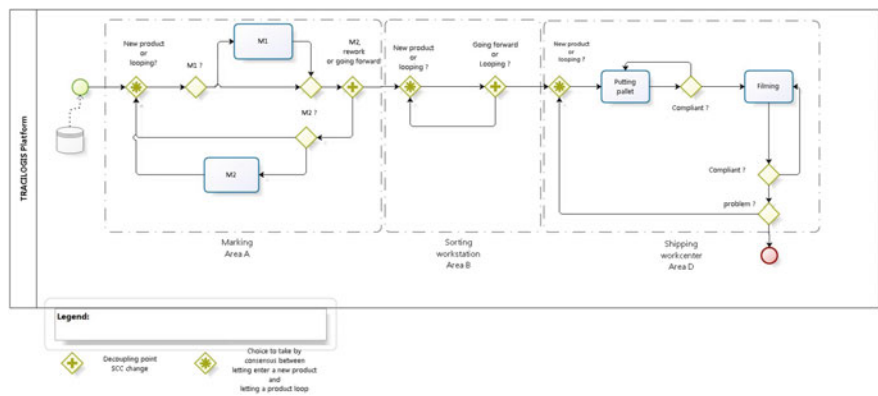 TRACILOGIS Platform
New product
or
looping?
M1 ?
M1
M2,
rework
or going forward
M2 ?
M2
Marking
Area A
New product
or
looping ?
Going forward
or
Looping ?
Sorting
workstation
Area B
New product
or
looping ?
Putting
pallet
Compliant ?
Filming
Compliant ?
problem ?
Shipping
workcenter
Area D
Legend:
Decoupling point
SCC change
Choice to take by
consensus between
letting enter a new product
and
letting a product loop